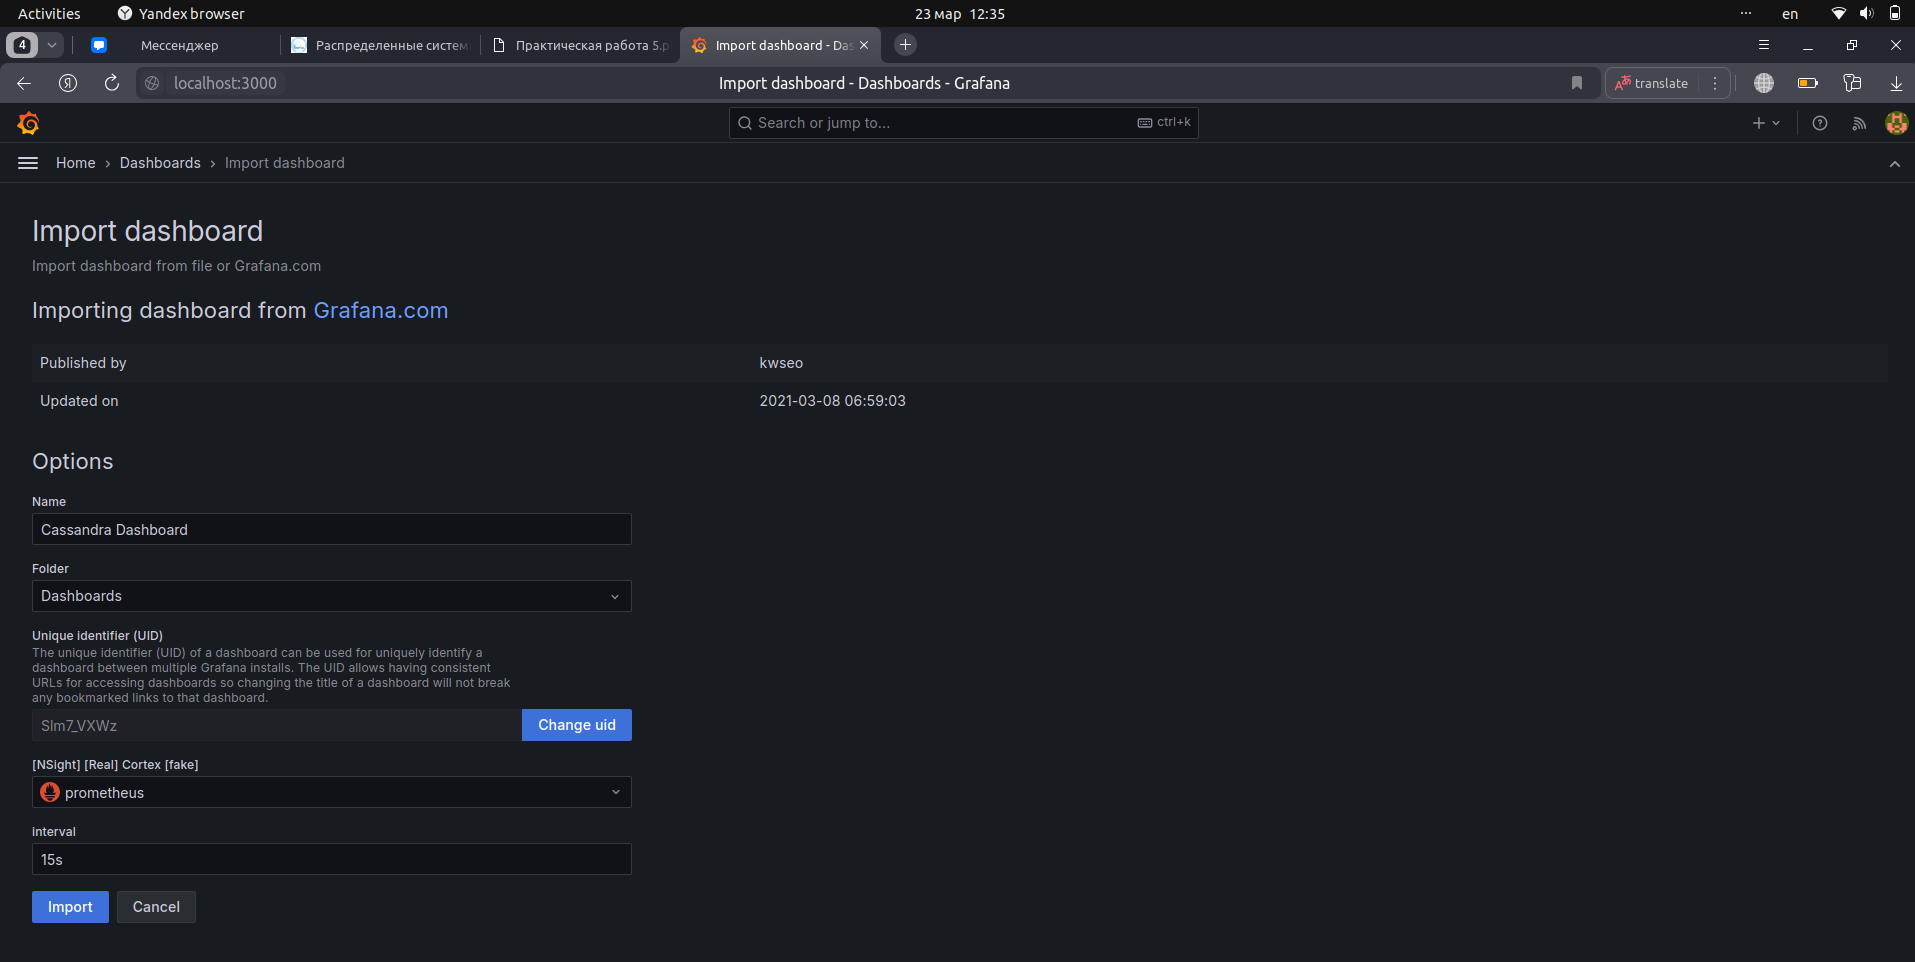 Activities Yandex browser 23 мар 12:35 en
4 Мессенджер Распределенные систем Практическая работа 5.p Import dashboard - Das
localhost:3000 Import dashboard - Dashboards - Grafana translate
Search or jump to... ctrl+k
Home › Dashboards › Import dashboard
Import dashboard
Import dashboard from file or Grafana.com
Importing dashboard from Grafana.com
Published by kwseo
Updated on 2021-03-08 06:59:03
Options
Name
Cassandra Dashboard
Folder
Dashboards
Unique identifier (UID)
The unique identifier (UID) of a dashboard can be used for uniquely identify a
dashboard between multiple Grafana installs. The UID allows having consistent
URLs for accessing dashboards so changing the title of a dashboard will not break
any bookmarked links to that dashboard.
Slm7_VXWz Change uid
[NSight] [Real] Cortex [fake]
prometheus
interval
15s
Import Cancel